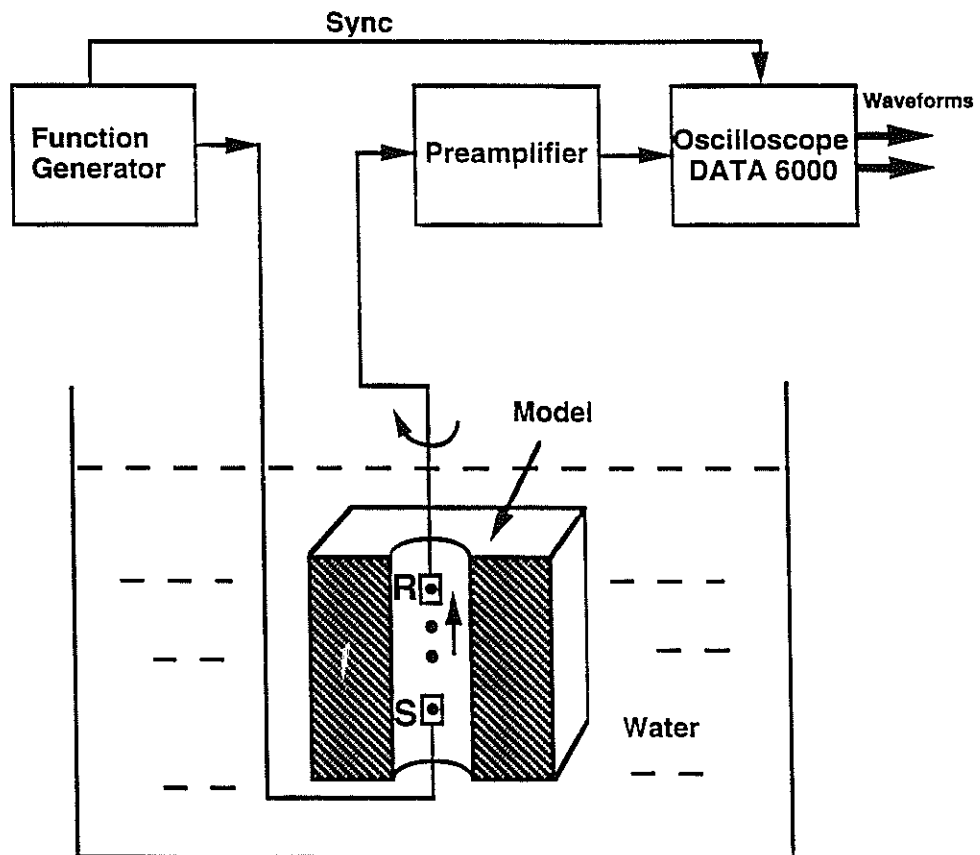 Sync
Function
Generator
Preamplifier
Oscilloscope
DATA 6000
Waveforms
Model
R
S
Water